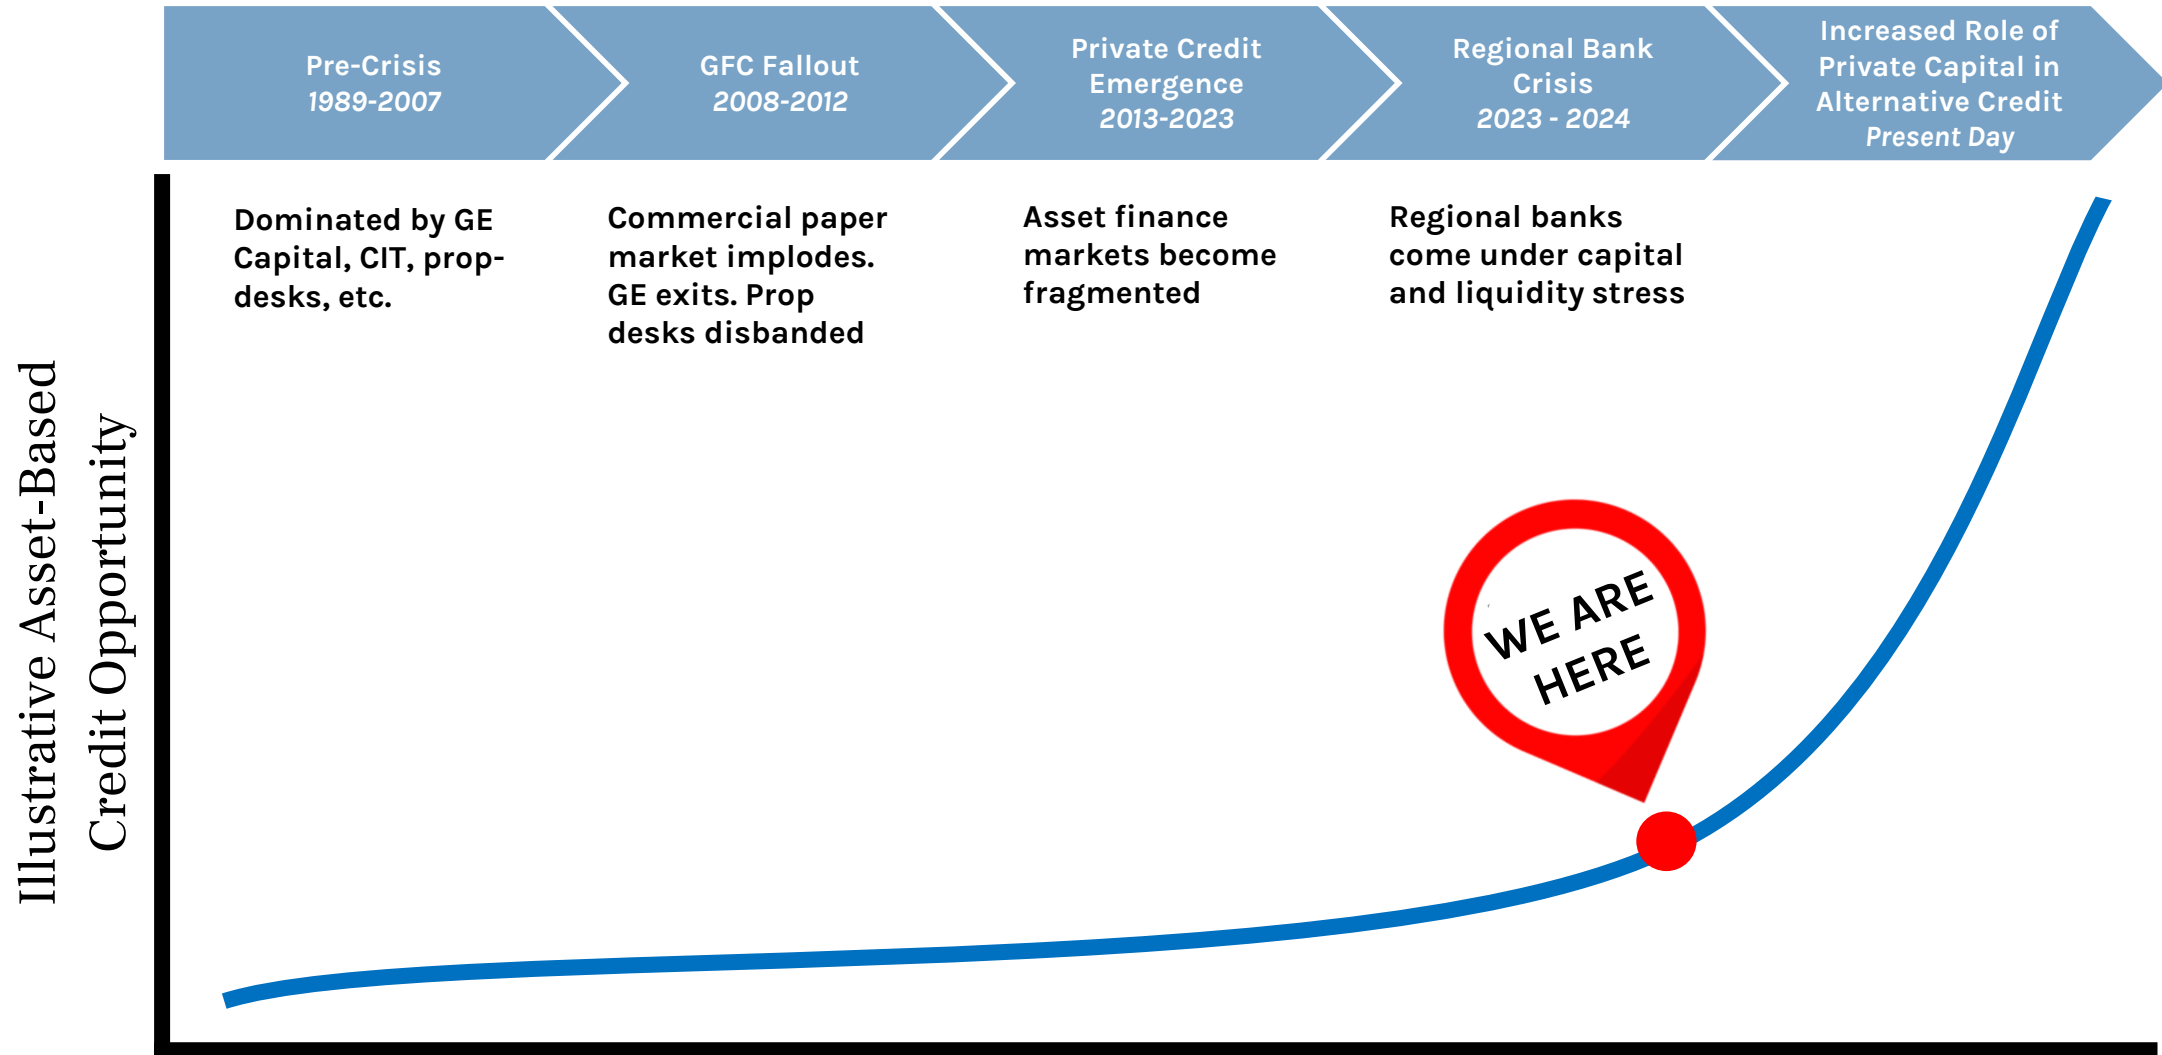 Pre-Crisis
1989-2007
GFC Fallout
2008-2012
Private Credit
Emergence
2013-2023
Regional Bank
Crisis
2023 - 2024
Increased Role of
Private Capital in
Alternative Credit
Present Day
Dominated by GE
Capital, CIT, prop-
desks, etc.
Commercial paper
market implodes.
GE exits. Prop
desks disbanded
Asset finance
markets become
fragmented
Regional banks
come under capital
and liquidity stress
Illustrative Asset-Based
Credit Opportunity
WE ARE
HERE